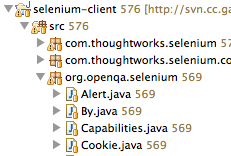 selenium-client 576 [http://svn.cc.ga
src 576
com.thoughtworks.selenium 57
com.thoughtworks.selenium.co
org.openqa.selenium 569
Alert.java 569
By.java 569
Capabilities.java 569
Cookie.java 569